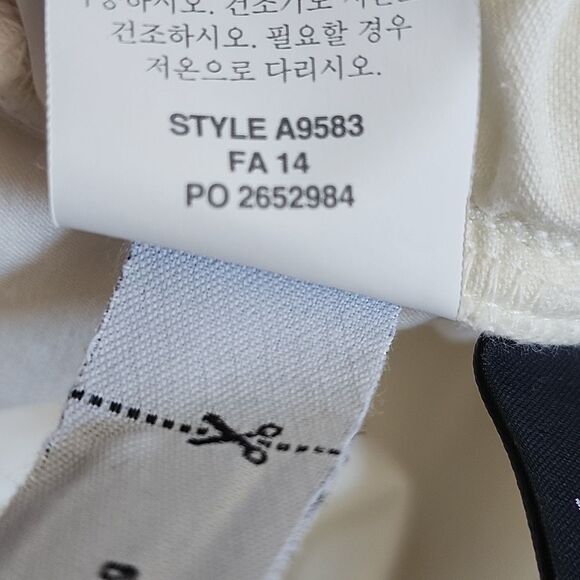 건조하시오. 필요할 경우
저온으로 다리시오.
STYLE A9583
FA 14
PO 2652984